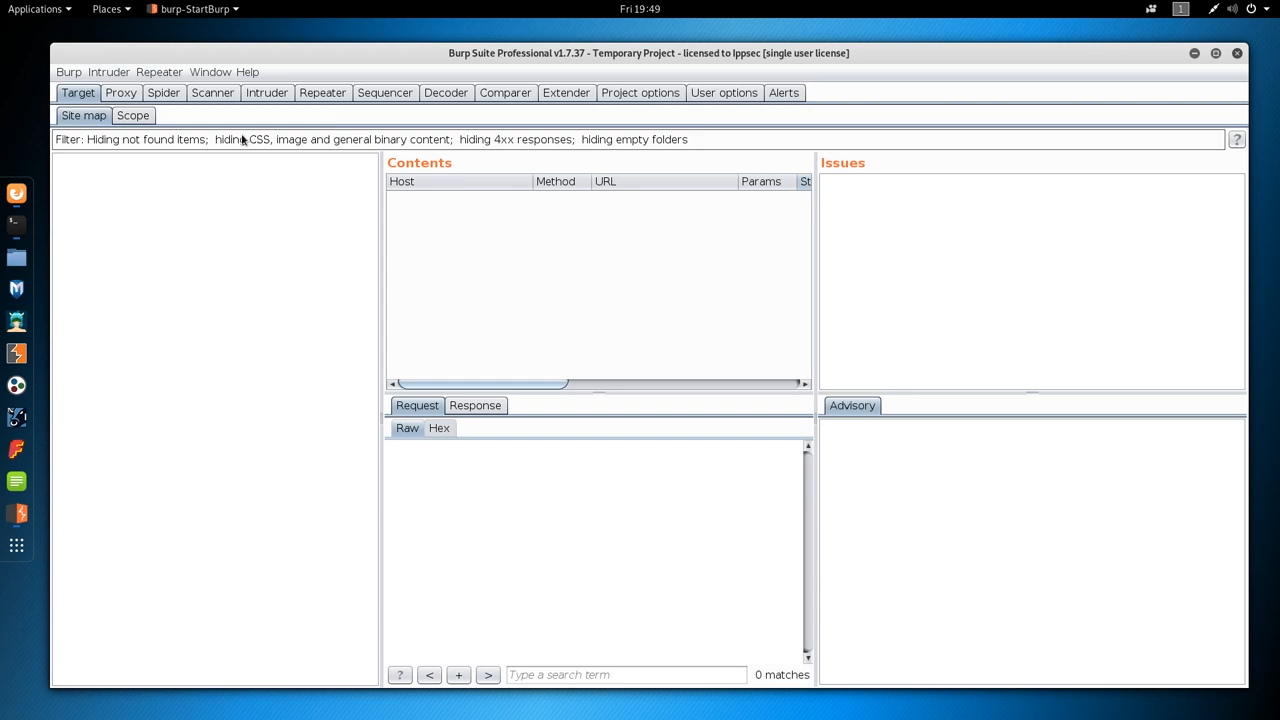 Applications Places burp-StartBurp Fri 19:49 1
Burp Suite Professional v1.7.37 - Temporary Project - licensed to Ippsec [single user license]
Burp Intruder Repeater Window Help
Target Proxy Spider Scanner Intruder Repeater Sequencer Decoder Comparer Extender Project options User options Alerts
Site map Scope
Filter: Hiding not found items; hiding CSS, image and general binary content; hiding 4xx responses; hiding empty folders ?
Contents Issues
Host Method URL Params St
Request Response Advisory
Raw Hex
? < + > Type a search term 0 matches